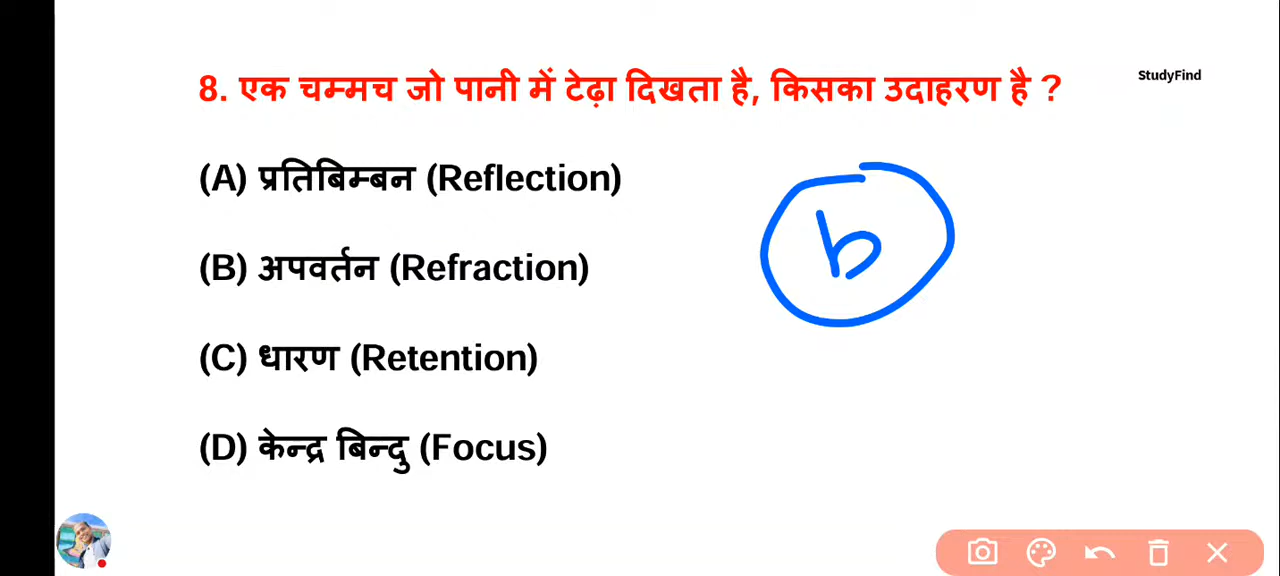 StudyFind
8. एक चम्मच जो पानी में टेढ़ा दिखता है, किसका उदाहरण है ?
(A) प्रतिबिम्बन (Reflection)
(B) अपवर्तन (Refraction)
(C) धारण (Retention)
(D) केन्द्र बिन्दु (Focus)
b